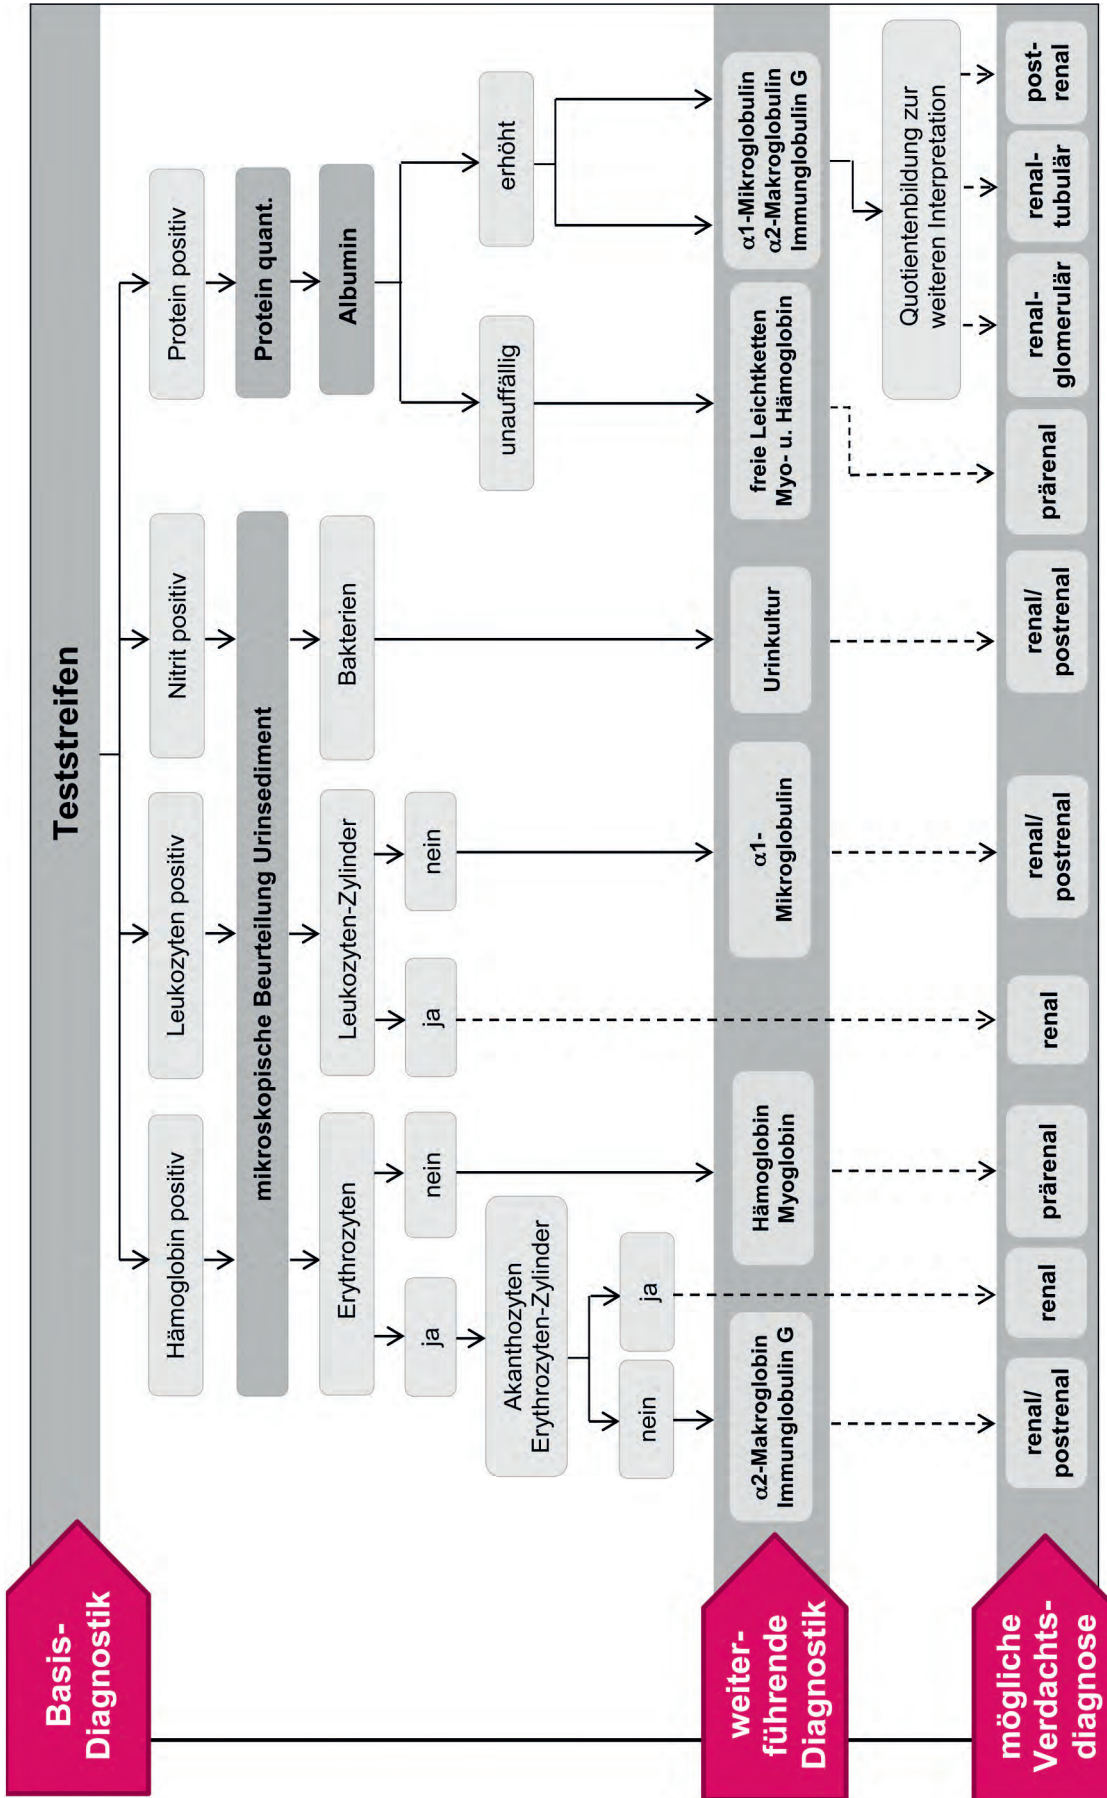 Basis-
Diagnostik
Teststreifen
Hämoglobin positiv
Leukozyten positiv
Nitrit positiv
Protein positiv
mikroskopische Beurteilung Urinsediment
Protein quant.
Erythrozyten
Leukozyten-Zylinder
Bakterien
Albumin
ja
nein
ja
nein
Akanthozyten
Erythrozyten-Zylinder
unauffällig
erhöht
nein
ja
weiter-
führende
Diagnostik
α2-Makroglobin
Immunglobulin G
Hämoglobin
Myoglobin
α1-
Mikroglobulin
Urinkultur
freie Leichtketten
Myo- u. Hämoglobin
α1-Mikroglobulin
α2-Makroglobulin
Immunglobulin G
Quotientenbildung zur
weiteren Interpretation
mögliche
Verdachts-
diagnose
renal/
postrenal
renal
prärenal
renal
renal/
postrenal
renal/
postrenal
prärenal
renal-
glomerulär
renal-
tubulär
post-
renal